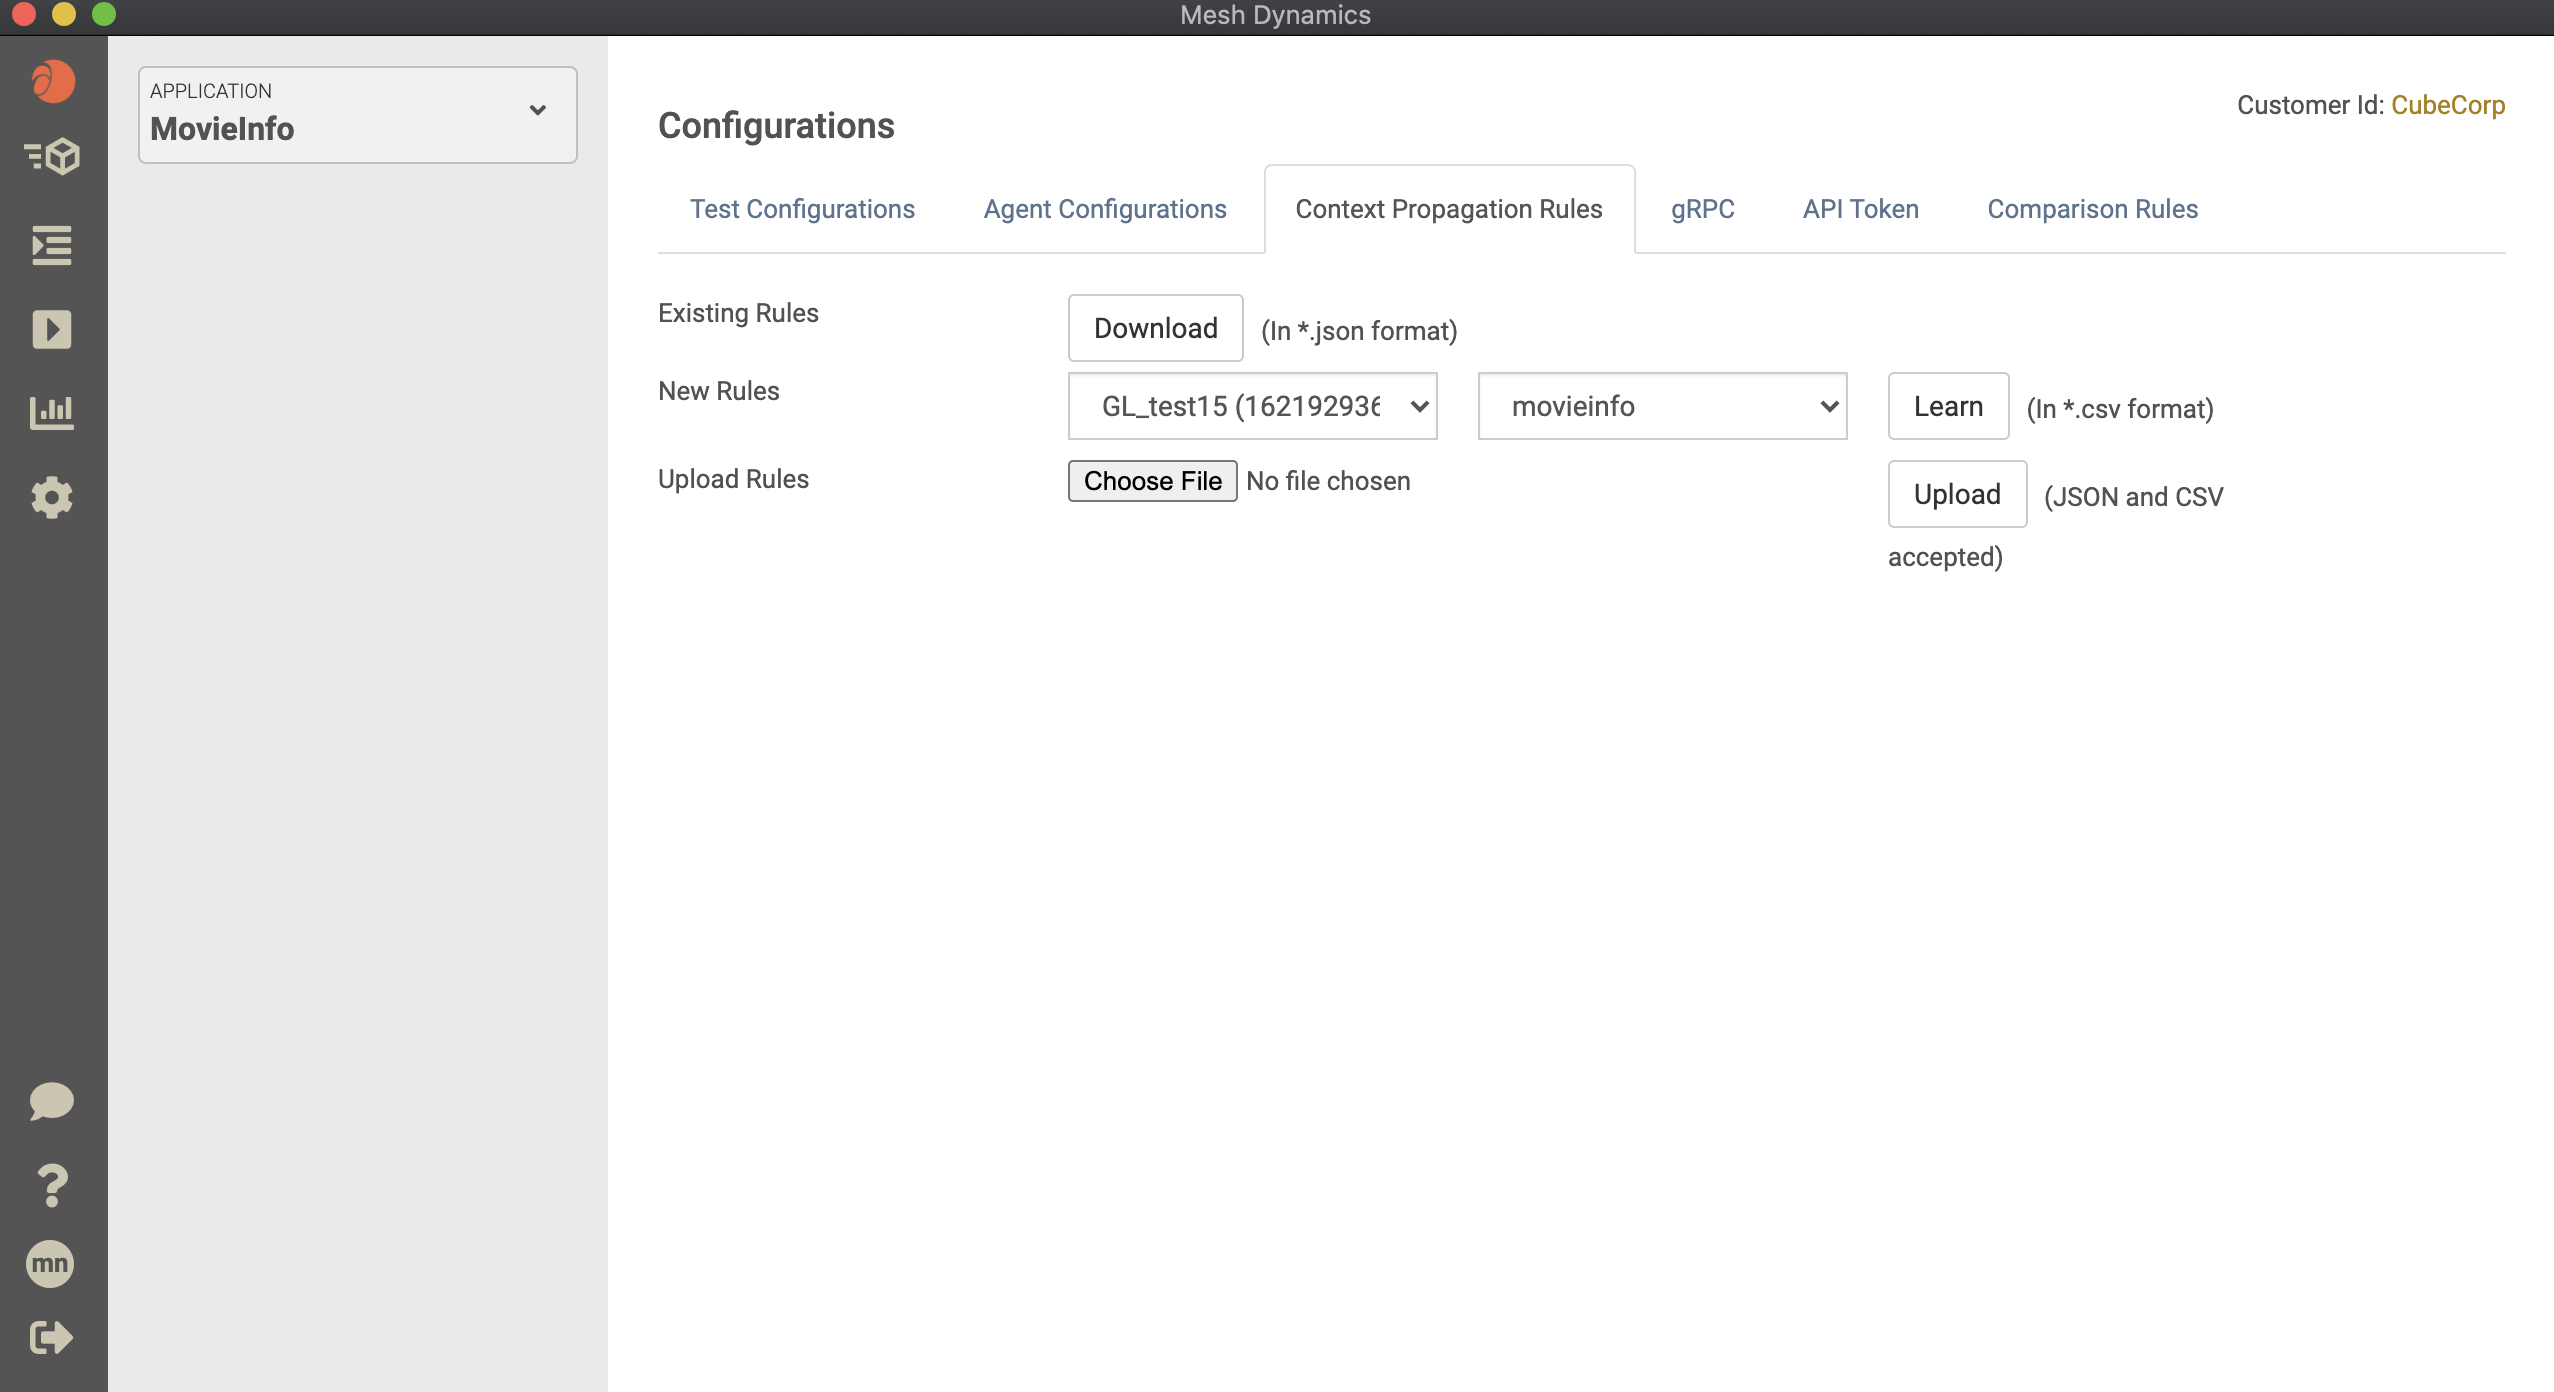 Mesh Dynamics
APPLICATION
MovieInfo
Configurations
Customer Id: CubeCorp
Test Configurations
Agent Configurations
Context Propagation Rules
gRPC
API Token
Comparison Rules
Existing Rules
Download
(In *.json format)
New Rules
GL_test15 (162192936
movieinfo
Learn
(In *.csv format)
Upload Rules
Choose File
No file chosen
Upload
(JSON and CSV
accepted)
mn